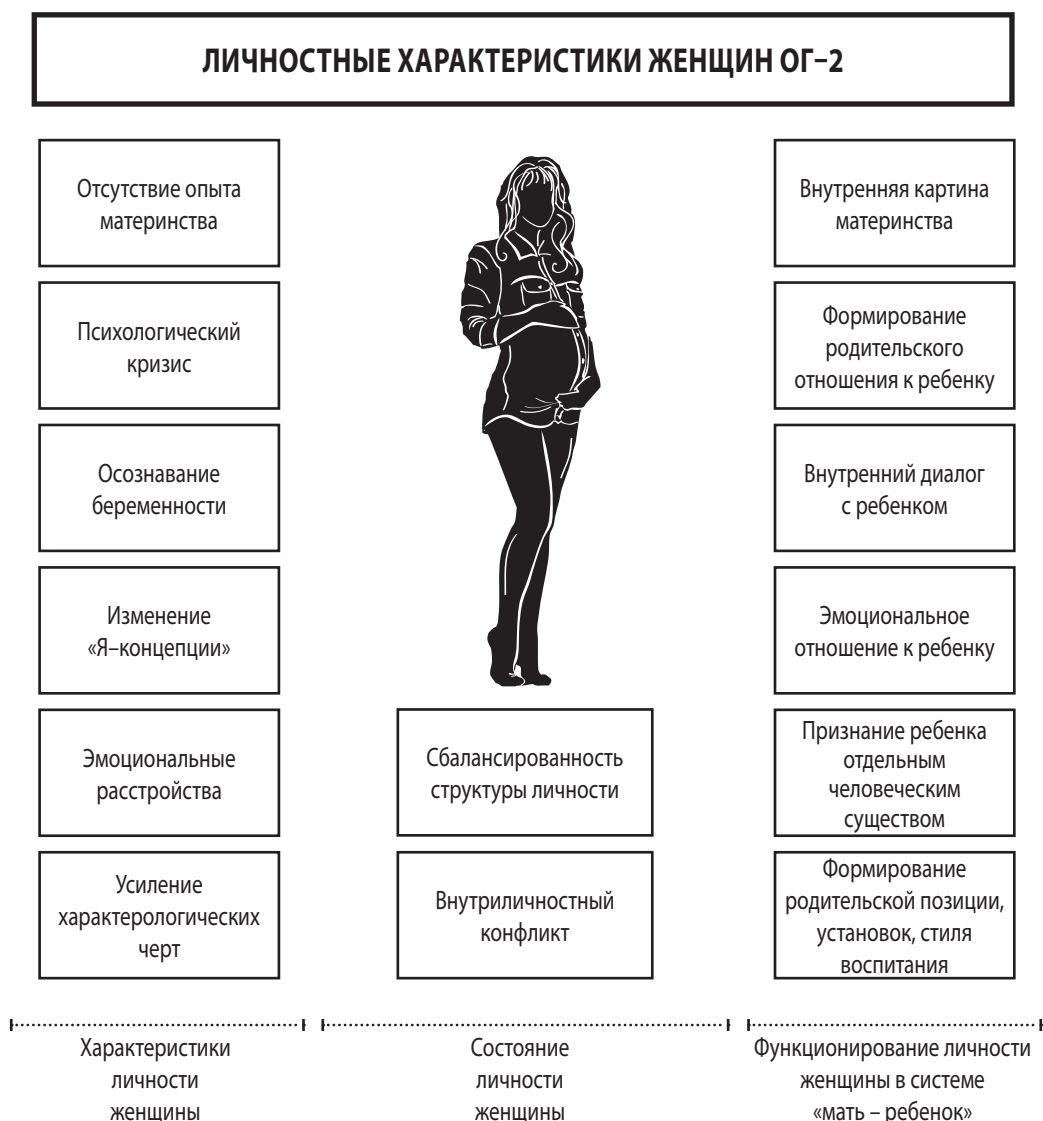 ЛИЧНОСТНЫЕ ХАРАКТЕРИСТИКИ ЖЕНЩИН ОГ–2
Отсутствие опыта
материнства
Психологический
кризис
Осознавание
беременности
Изменение
«Я–концепции»
Эмоциональные
расстройства
Усиление
характерологических
черт
Сбалансированность
структуры личности
Внутриличностный
конфликт
Внутренняя картина
материнства
Формирование
родительского
отношения к ребенку
Внутренний диалог
с ребенком
Эмоциональное
отношение к ребенку
Признание ребенка
отдельным
человеческим
существом
Формирование
родительской позиции,
установок, стиля
воспитания
Характеристики
личности
женщины
Состояние
личности
женщины
Функционирование личности
женщины в системе
«мать – ребенок»